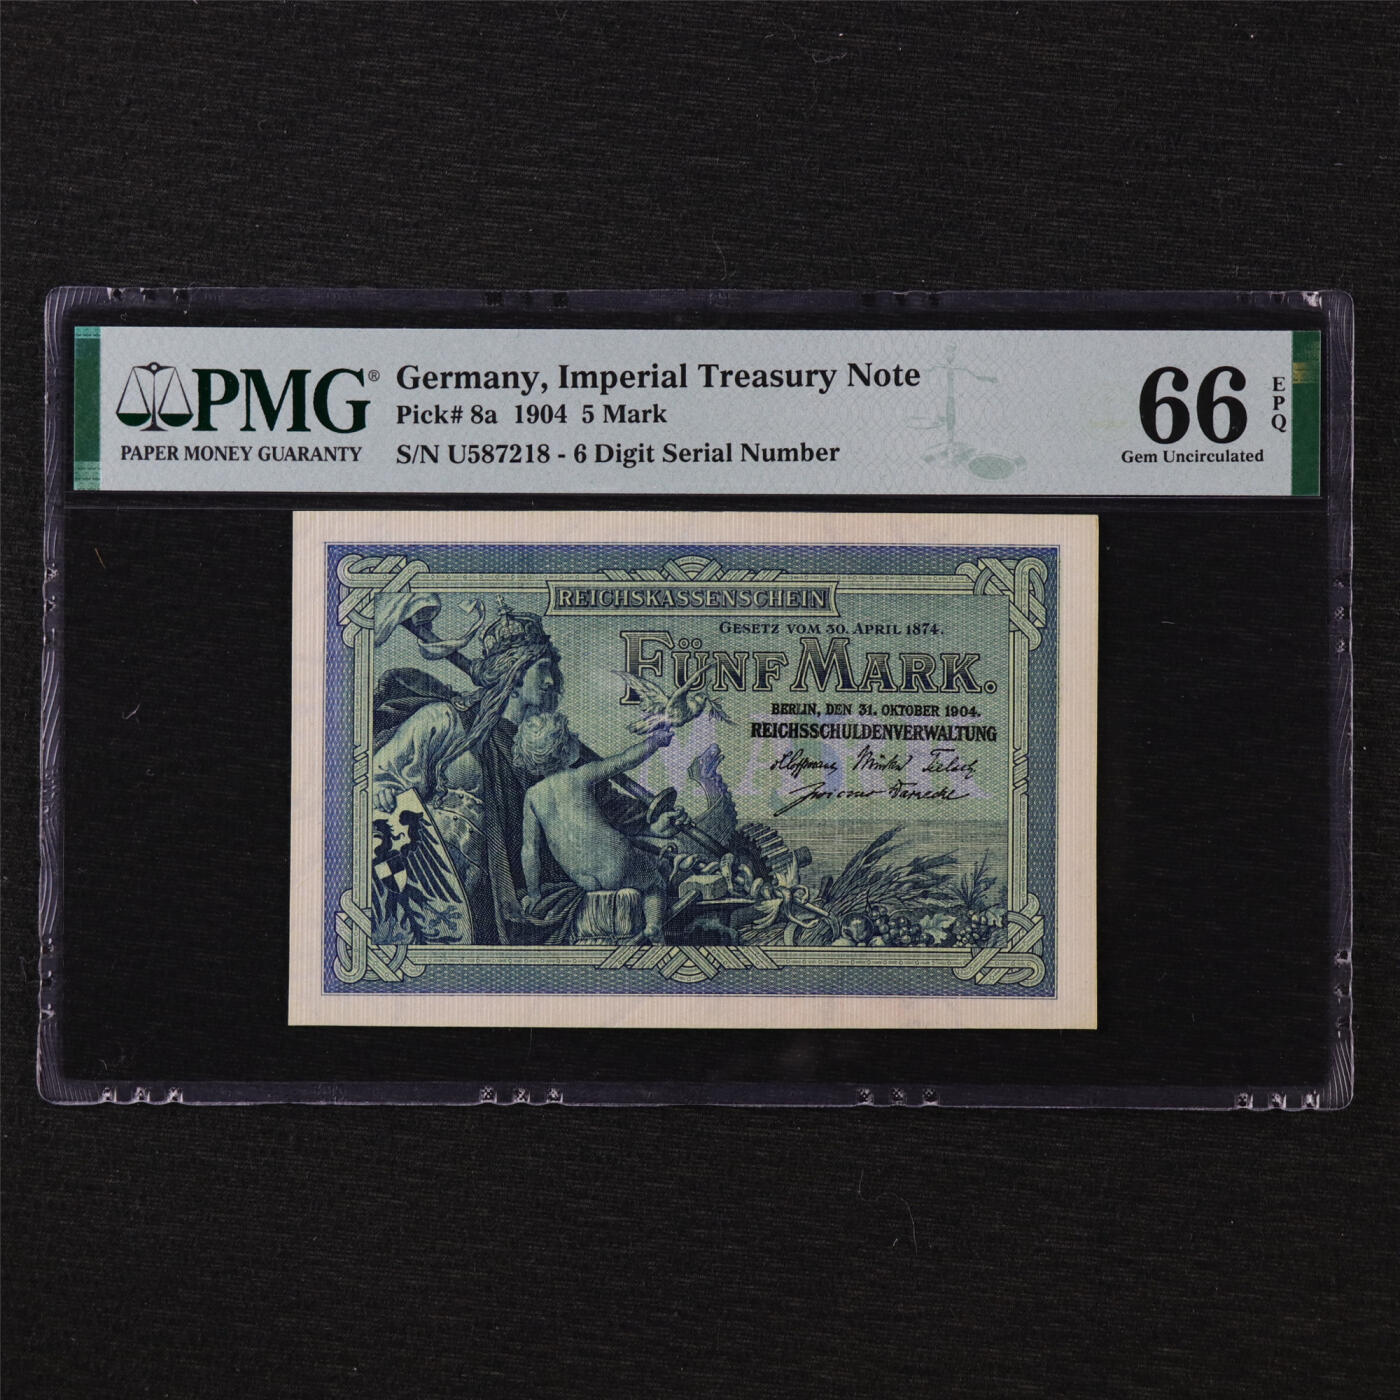 PMG®
PAPER MONEY GUARANTY
Germany, Imperial Treasury Note
Pick# 8a 1904 5 Mark
S/N U587218 - 6 Digit Serial Number
66
EPQ
Gem Uncirculated
REICHSKASSENSCHEIN
GESETZ VOM 30. APRIL 1874.
FÜNF MARK.
BERLIN, DEN 31. OKTOBER 1904.
REICHSSCHULDENVERWALTUNG